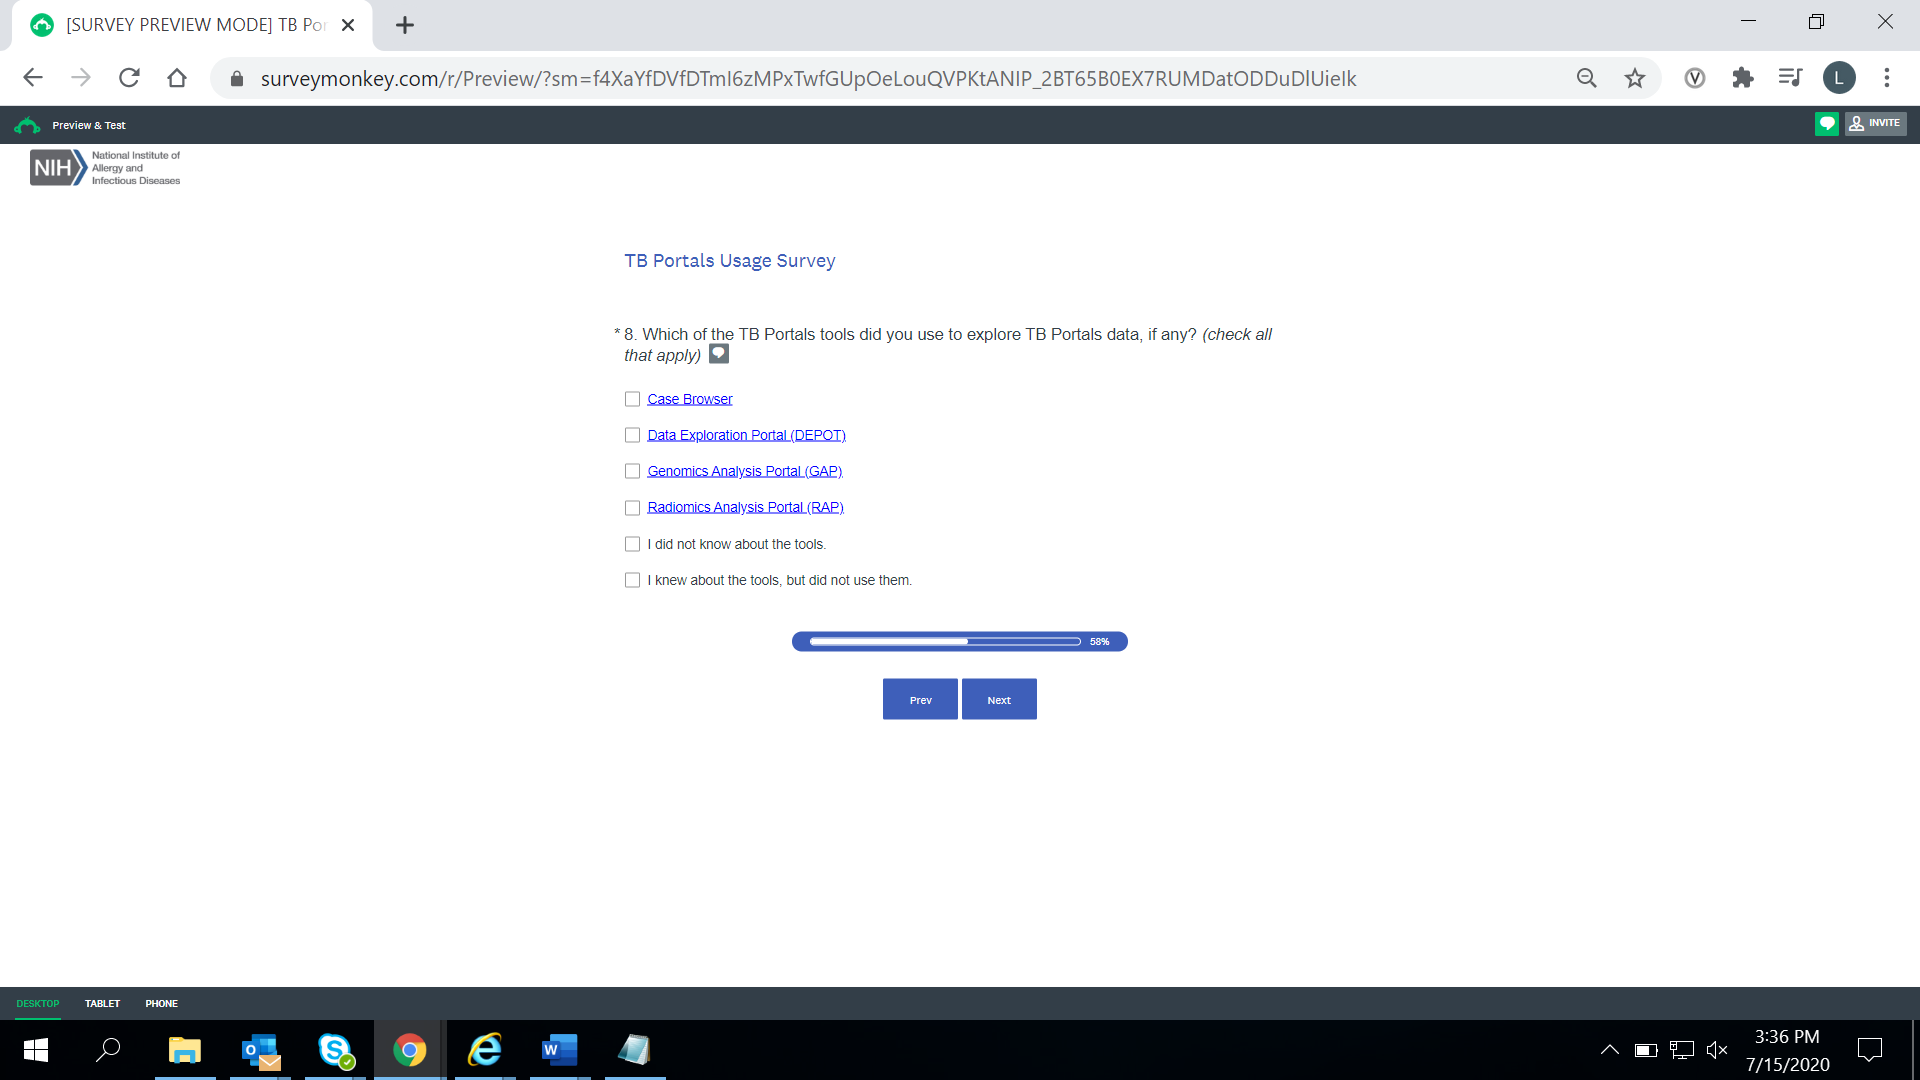 [SURVEY PREVIEW MODE] TB Por
surveymonkey.com/r/Preview/?sm=f4XaYfDVfDTml6zMPxTwfGUpOeLouQVPKtANIP_2BT65B0EX7RUMDatODDuDlUieIk
L
Preview & Test
INVITE
NIH
National Institute of
Allergy and
Infectious Diseases
TB Portals Usage Survey
* 8. Which of the TB Portals tools did you use to explore TB Portals data, if any? (check all
that apply)
Case Browser
Data Exploration Portal (DEPOT)
Genomics Analysis Portal (GAP)
Radiomics Analysis Portal (RAP)
I did not know about the tools.
I knew about the tools, but did not use them.
58%
Prev Next
DESKTOP TABLET PHONE
3:36 PM
7/15/2020